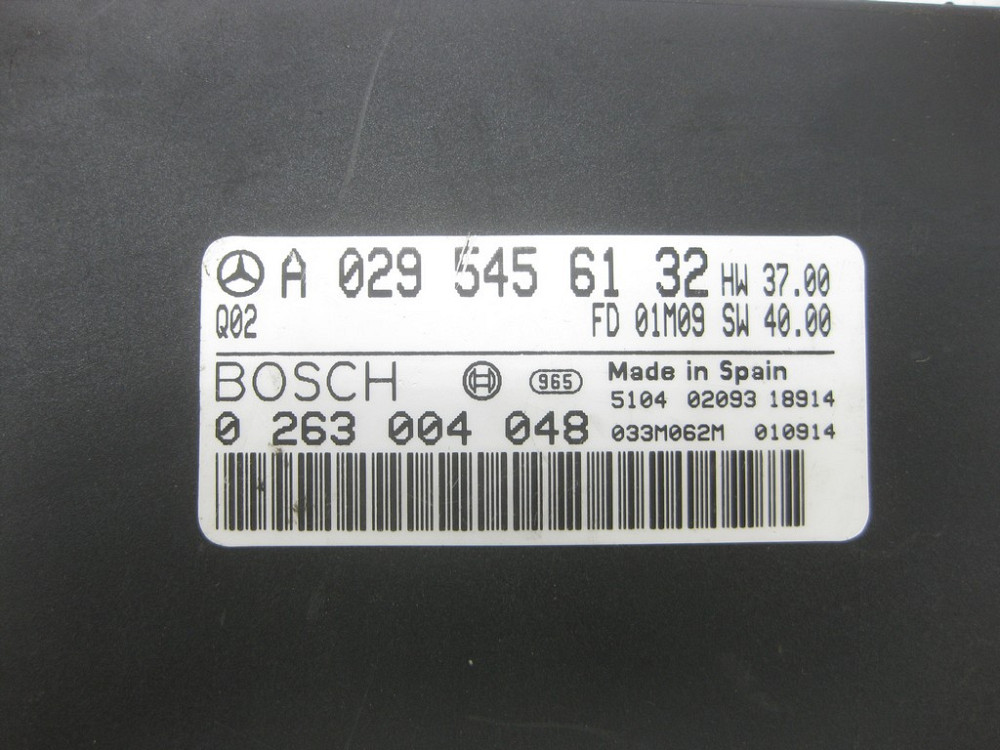 A 029 545 61 32 HW 37.00
Q02 FD 01M09 SW 40.00
BOSCH 965 Made in Spain
5104 02093 18914
0 263 004 048 033M062M 010914